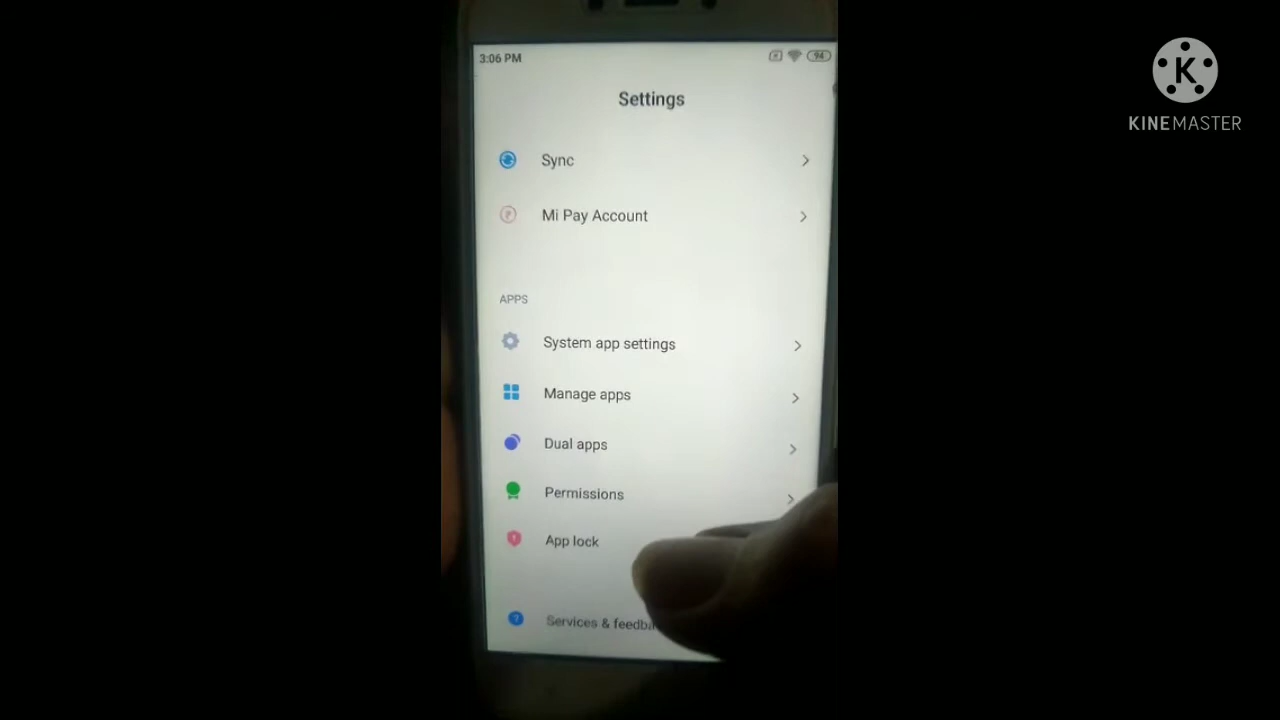 3:06 PM
94
Settings
Sync
Mi Pay Account
APPS
System app settings
Manage apps
Dual apps
Permissions
App lock
Services &
K
KINEMASTER